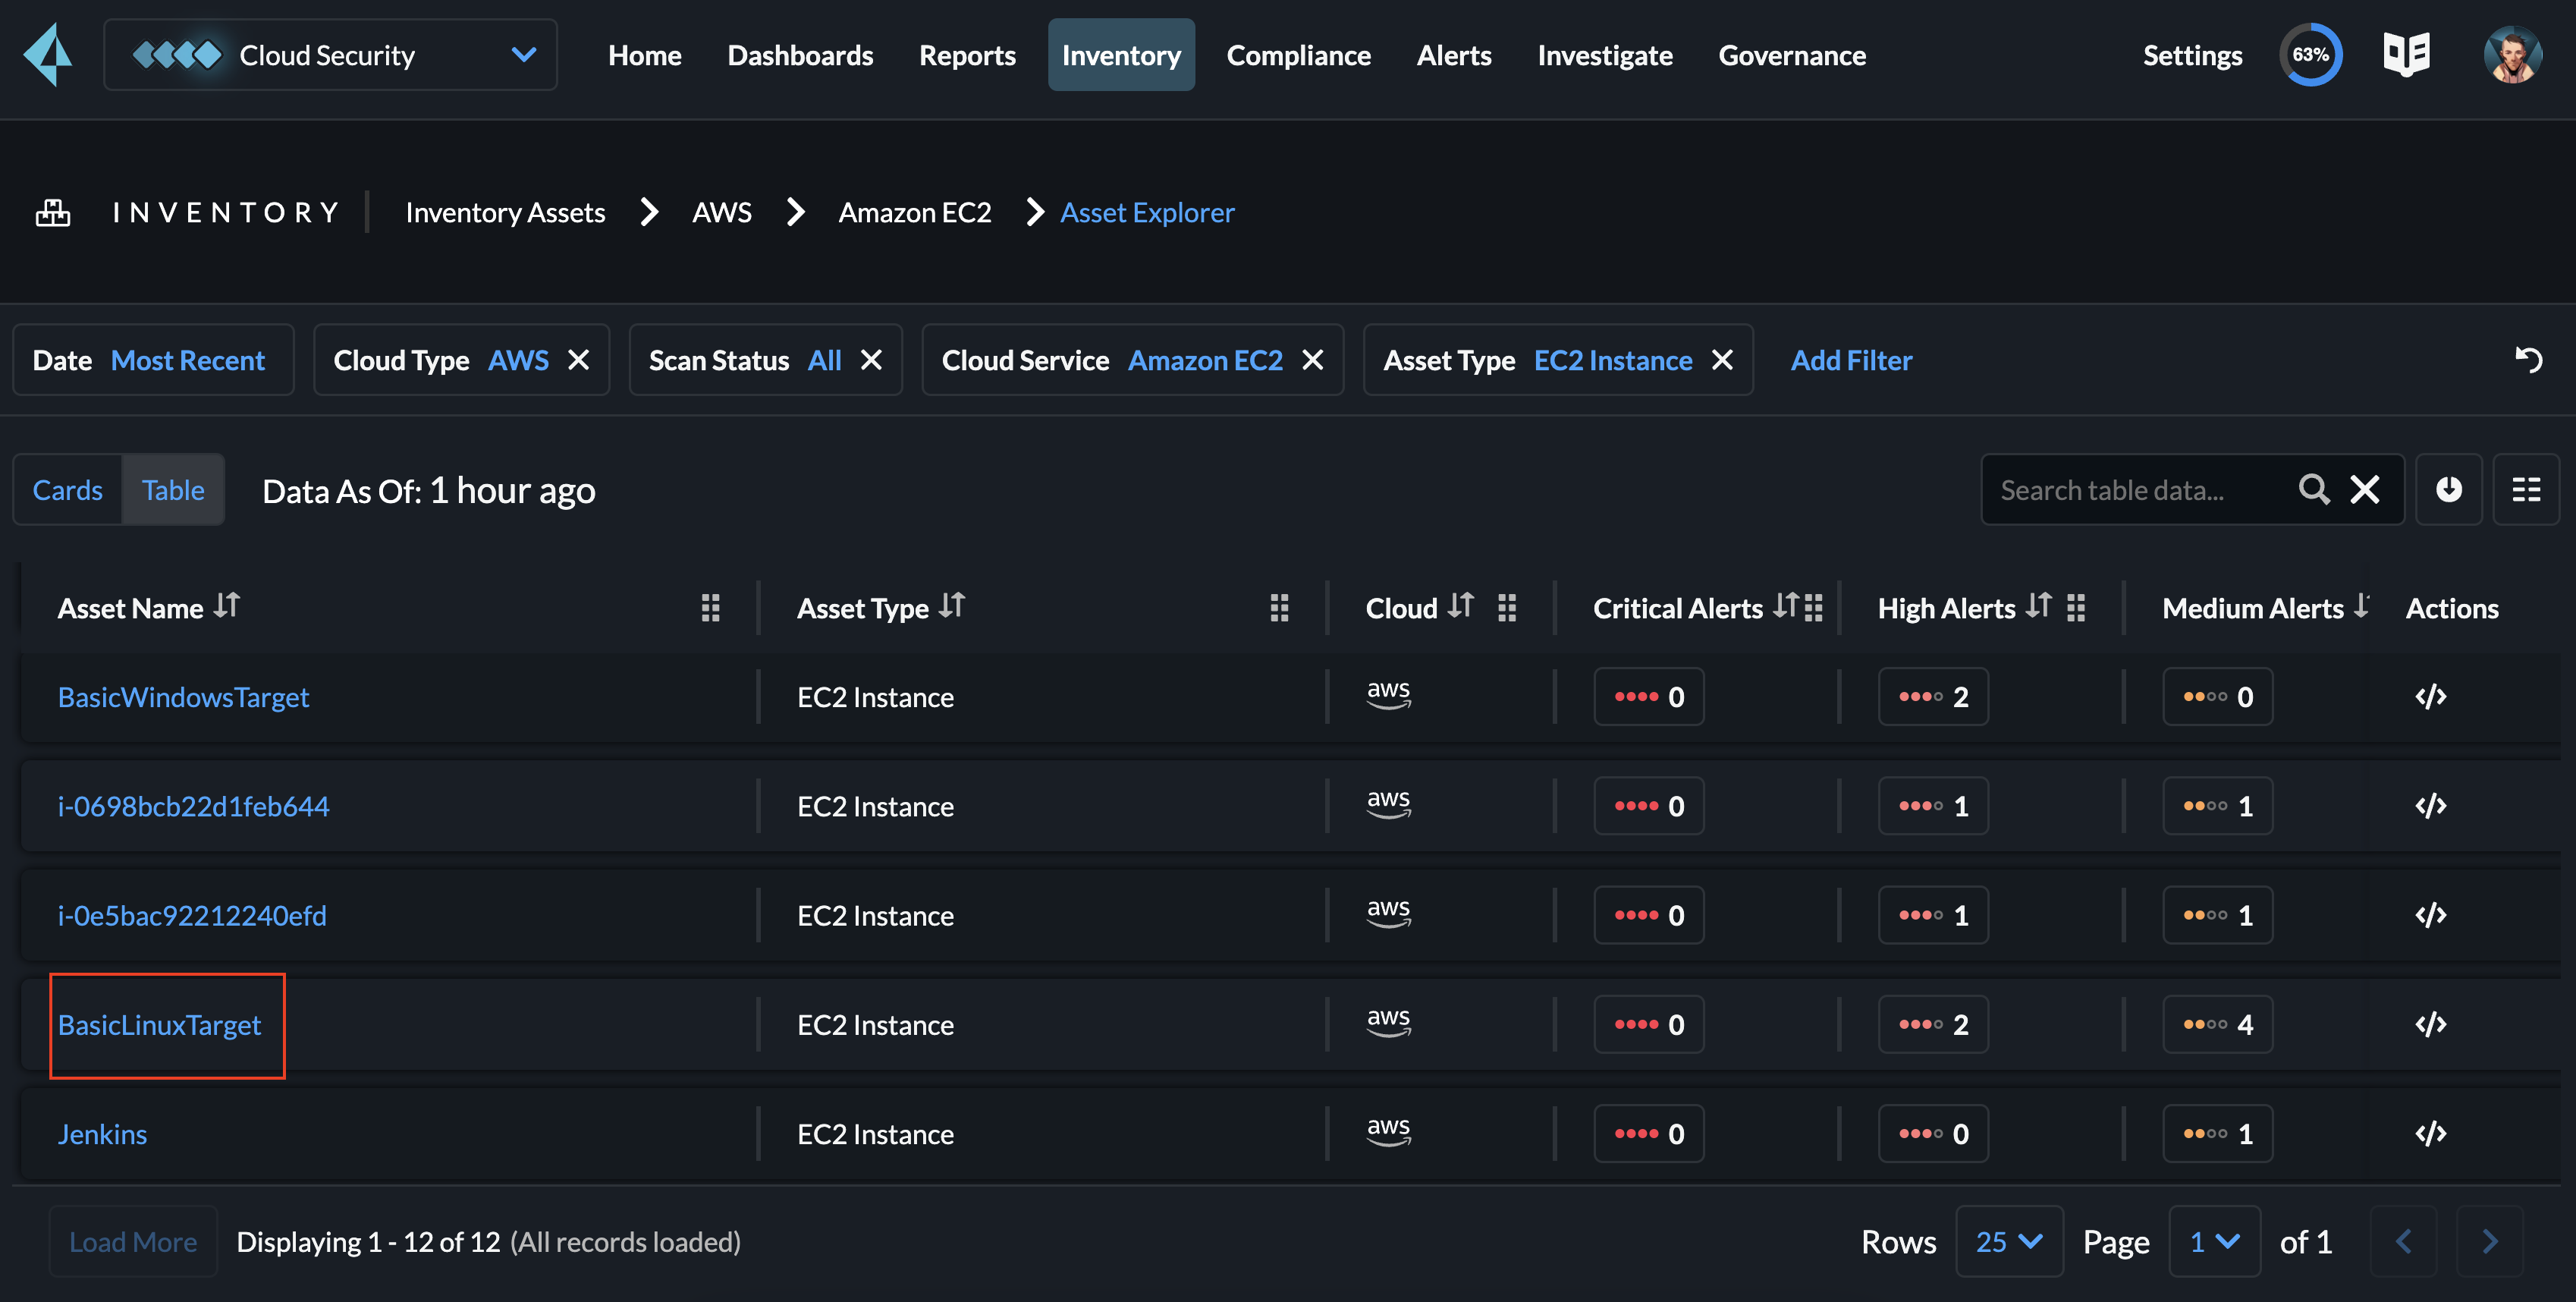 Cloud Security Home Dashboards Reports Inventory Compliance Alerts Investigate Governance Settings 63%
INVENTORY Inventory Assets AWS Amazon EC2 Asset Explorer
Date Most Recent Cloud Type AWS Scan Status All Cloud Service Amazon EC2 Asset Type EC2 Instance Add Filter
Cards Table Data As Of: 1 hour ago Search table data...
Asset Name Asset Type Cloud Critical Alerts High Alerts Medium Alerts Actions
BasicWindowsTarget EC2 Instance aws 0 2 0 </>
i-0698bcb22d1feb644 EC2 Instance aws 0 1 1 </>
i-0e5bac92212240efd EC2 Instance aws 0 1 1 </>
BasicLinuxTarget EC2 Instance aws 0 2 4 </>
Jenkins EC2 Instance aws 0 0 1 </>
Load More Displaying 1 - 12 of 12 (All records loaded) Rows 25 Page 1 of 1